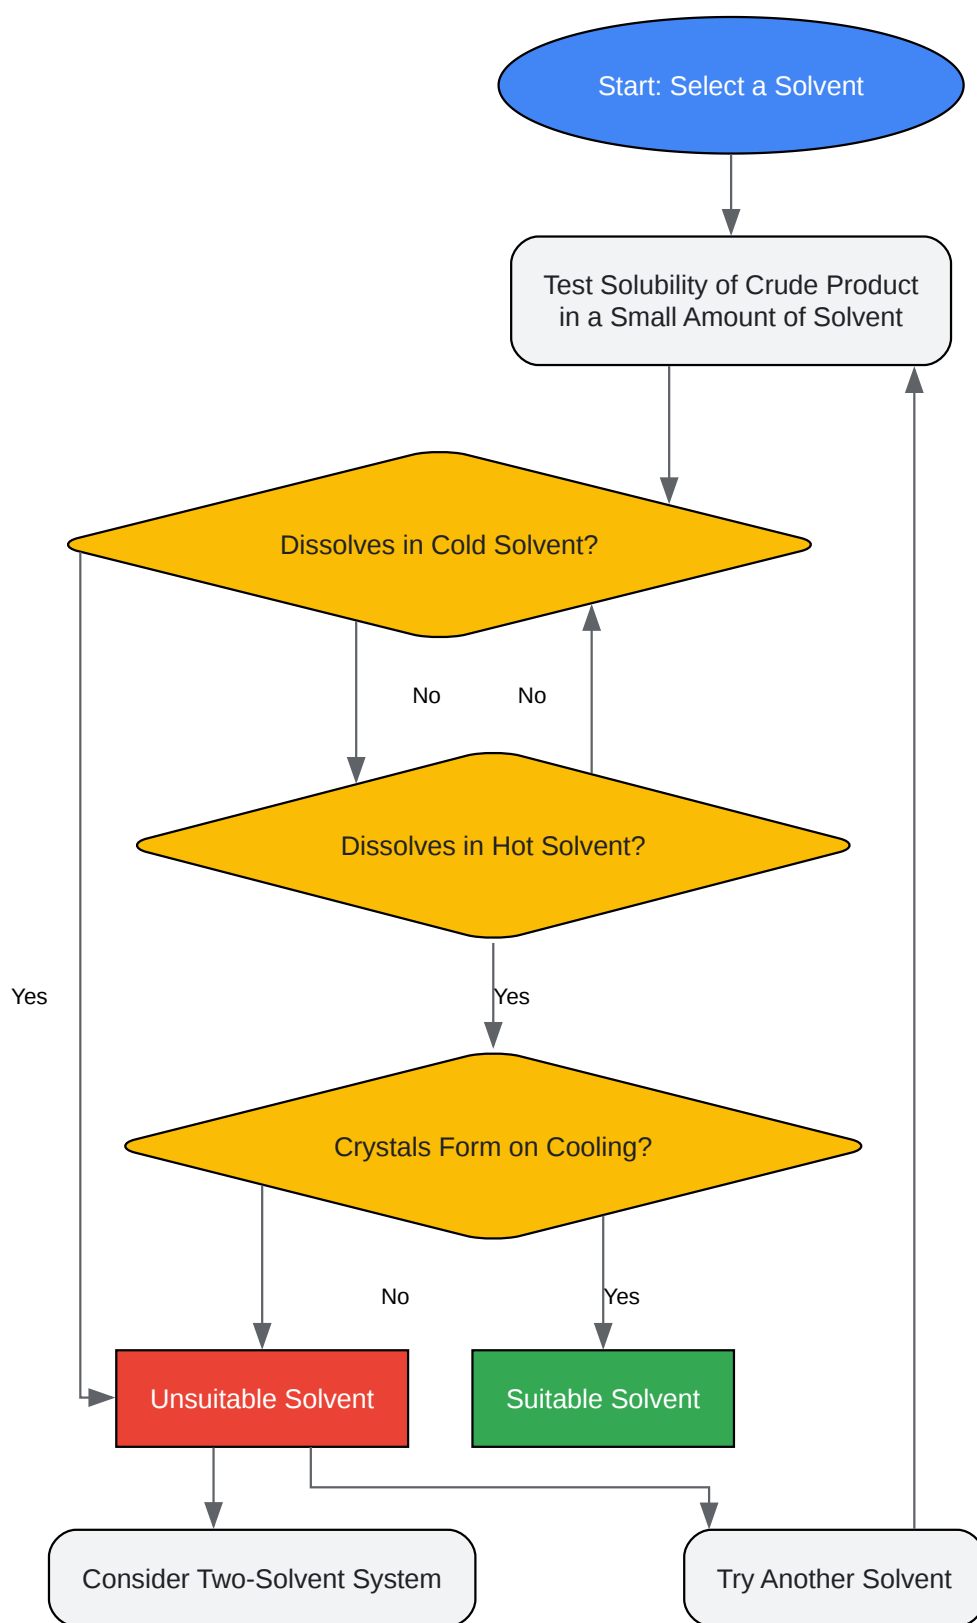 Start: Select a Solvent
Test Solubility of Crude Product
in a Small Amount of Solvent
Dissolves in Cold Solvent?
No
No
Dissolves in Hot Solvent?
Yes
Yes
Crystals Form on Cooling?
No
Yes
Unsuitable Solvent
Suitable Solvent
Consider Two-Solvent System
Try Another Solvent